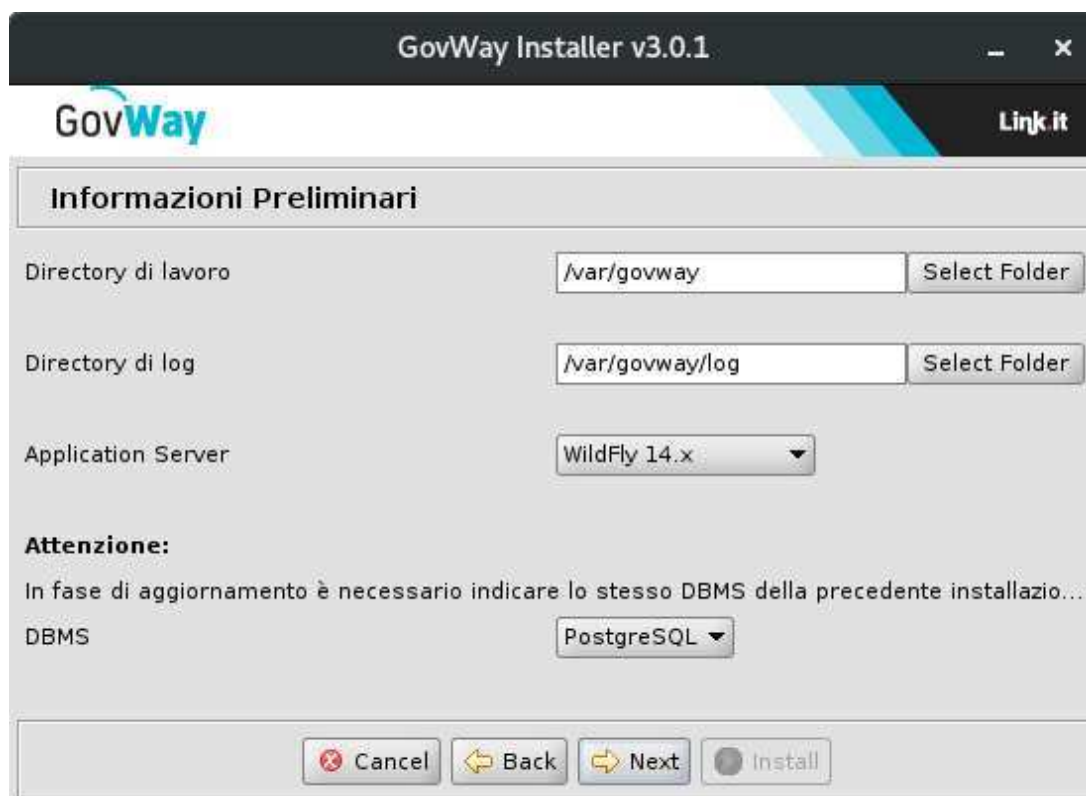 GovWay Installer v3.0.1
GovWay
Link.it
Informazioni Preliminari
Directory di lavoro /var/govway Select Folder
Directory di log /var/govway/log Select Folder
Application Server WildFly 14.x
Attenzione:
In fase di aggiornamento è necessario indicare lo stesso DBMS della precedente installazio...
DBMS PostgreSQL
Cancel Back Next Install